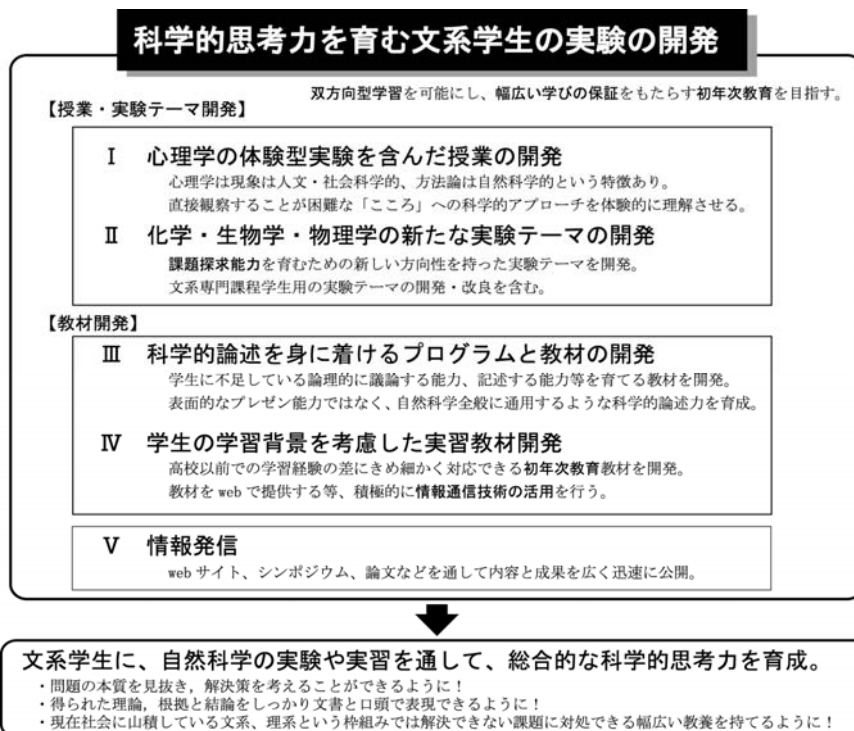 科学的思考力を育む文系学生の実験の開発
双方向型学習を可能にし、幅広い学びの保証をもたらす初年次教育を目指す。
【授業・実験テーマ開発】
Ⅰ 心理学の体験型実験を含んだ授業の開発
心理学は現象は人文・社会科学的、方法論は自然科学的という特徴あり。
直接観察することが困難な「こころ」への科学的アプローチを体験的に理解させる。
Ⅱ 化学・生物学・物理学の新たな実験テーマの開発
課題探求能力を育むための新しい方向性を持った実験テーマを開発。
文系専門課程学生用の実験テーマの開発・改良を含む。
【教材開発】
Ⅲ 科学的論述を身に着けるプログラムと教材の開発
学生に不足している論理的に議論する能力、記述する能力等を育てる教材を開発。
表面的なプレゼン能力ではなく、自然科学全般に通用するような科学的論述力を育成。
Ⅳ 学生の学習背景を考慮した実習教材開発
高校以前での学習経験の差にきめ細かく対応できる初年次教育教材を開発。
教材を web で提供する等、積極的に情報通信技術の活用を行う。
Ⅴ 情報発信
web サイト、シンポジウム、論文などを通して内容と成果を広く迅速に公開。
文系学生に、自然科学の実験や実習を通して、総合的な科学的思考力を育成。
・問題の本質を見抜き，解決策を考えることができるように！
・得られた理論，根拠と結論をしっかり文書と口頭で表現できるように！
・現在社会に山積している文系、理系という枠組みでは解決できない課題に対処できる幅広い教養を持てるように！